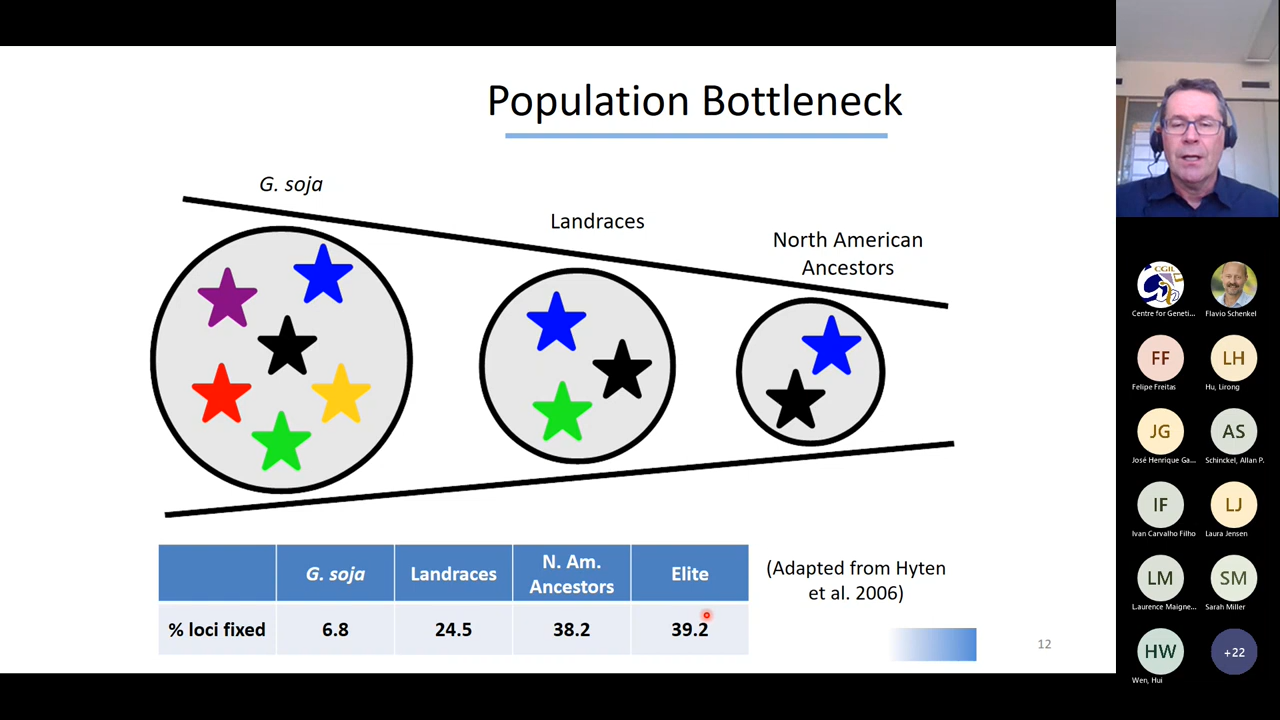 Population Bottleneck
G. soja
Landraces
North American
Ancestors
G. soja
Landraces
N. Am.
Ancestors
Elite
% loci fixed
6.8
24.5
38.2
39.2
(Adapted from Hyten
et al. 2006)
12
CGIL
Centre for Geneti...
Flavio Schenkel
FF
Felipe Freitas
LH
Hu, Lirong
JG
José Henrique Ga...
AS
Schinckel, Allan P.
IF
Ivan Carvalho Filho
LJ
Laura Jensen
LM
Laurence Maigne...
SM
Sarah Miller
HW
Wen, Hui
+22